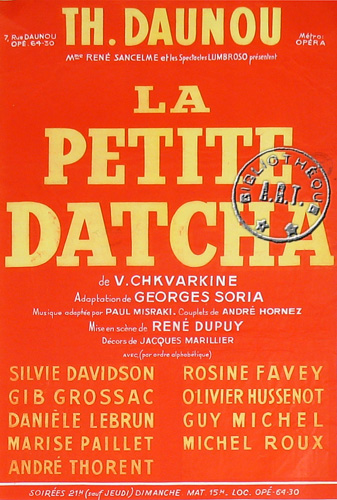 TH. DAUNOU
7, Rue DAUNOU
OPÉ. 64-30
Métro:
OPÉRA
Mme RENÉ SANCELME et les Spectacles LUMBROSO présentent
LA
PETITE
DATCHA
BIBLIOTHÈQUE
A.R.T.
de V. CHKVARKINE
Adaptation de GEORGES SORIA
Musique adaptée par PAUL MISRAKI. Couplets de ANDRÉ HORNEZ
Mise en scène de RENÉ DUPUY
Décors de JACQUES MARILLIER
avec (par ordre alphabétique)
SILVIE DAVIDSON
GIB GROSSAC
DANIÈLE LEBRUN
MARISE PAILLET
ANDRÉ THORENT
ROSINE FAVEY
OLIVIER HUSSENOT
GUY MICHEL
MICHEL ROUX
SOIRÉES 21H (sauf JEUDI) DIMANCHE MAT. 15H. LOC. OPÉ-64-30